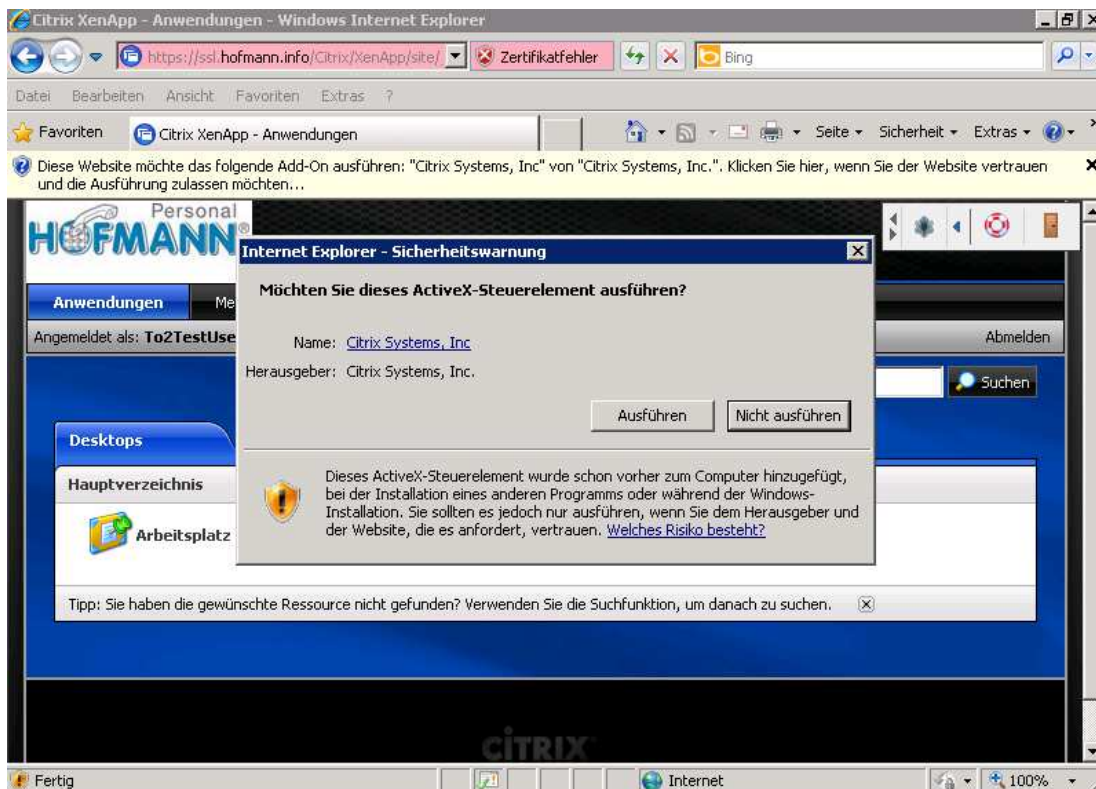 Citrix XenApp - Anwendungen - Windows Internet Explorer
https://ssl.hofmann.info/Citrix/XenApp/site/ Zertifikatfehler Bing
Datei Bearbeiten Ansicht Favoriten Extras ?
Favoriten Citrix XenApp - Anwendungen Seite Sicherheit Extras
Diese Website möchte das folgende Add-On ausführen: "Citrix Systems, Inc" von "Citrix Systems, Inc.". Klicken Sie hier, wenn Sie der Website vertrauen
und die Ausführung zulassen möchten...
Personal
HOFMANN®
Internet Explorer - Sicherheitswarnung
Möchten Sie dieses ActiveX-Steuerelement ausführen?
Anwendungen Me
Angemeldet als: To2TestUse Abmelden
Name: Citrix Systems, Inc
Herausgeber: Citrix Systems, Inc.
Suchen
Ausführen Nicht ausführen
Desktops
Hauptverzeichnis
Arbeitsplatz
Dieses ActiveX-Steuerelement wurde schon vorher zum Computer hinzugefügt,
bei der Installation eines anderen Programms oder während der Windows-
Installation. Sie sollten es jedoch nur ausführen, wenn Sie dem Herausgeber und
der Website, die es anfordert, vertrauen. Welches Risiko besteht?
Tipp: Sie haben die gewünschte Ressource nicht gefunden? Verwenden Sie die Suchfunktion, um danach zu suchen.
CITRIX
Fertig Internet 100%